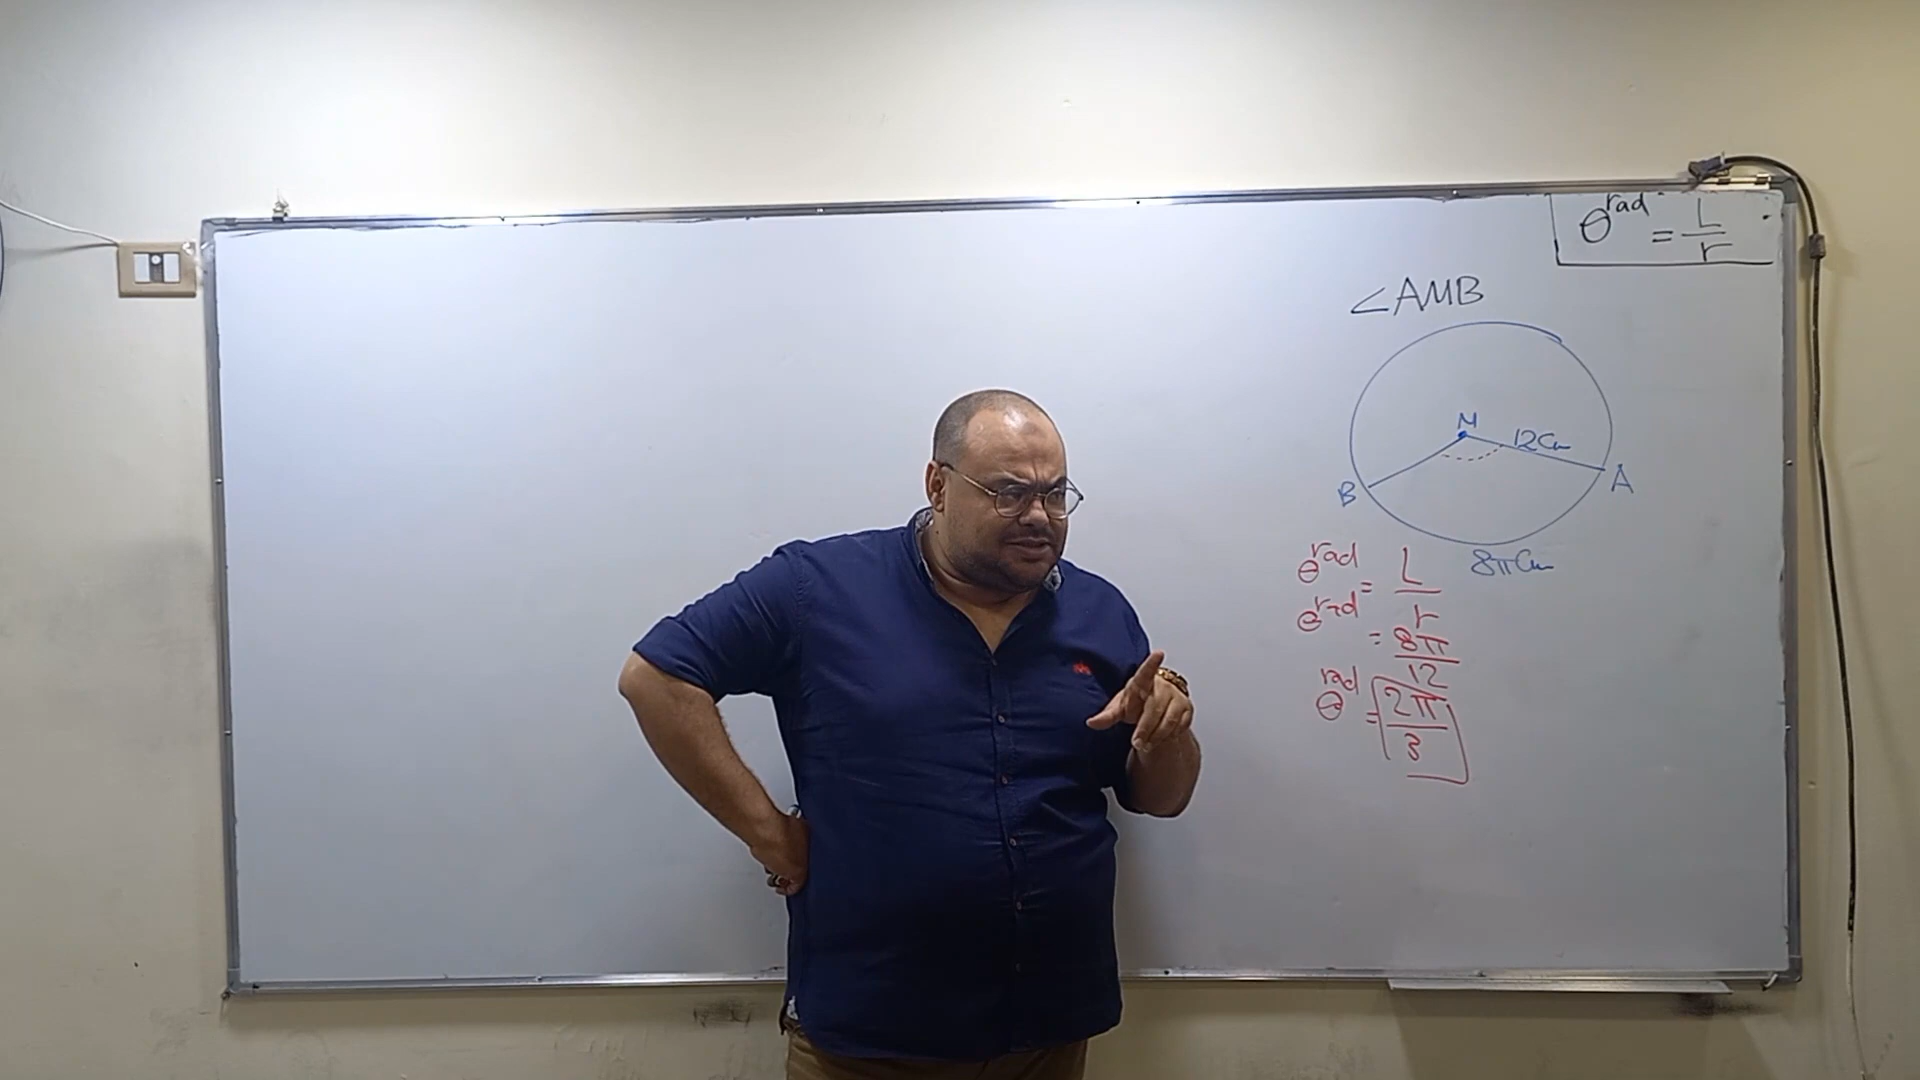 θ^rad = L/r
∠AMB
M
12Cm
B
A
8πCm
θ^rad = L/r
θ^rad = 8π/12
θ^rad = 2π/3